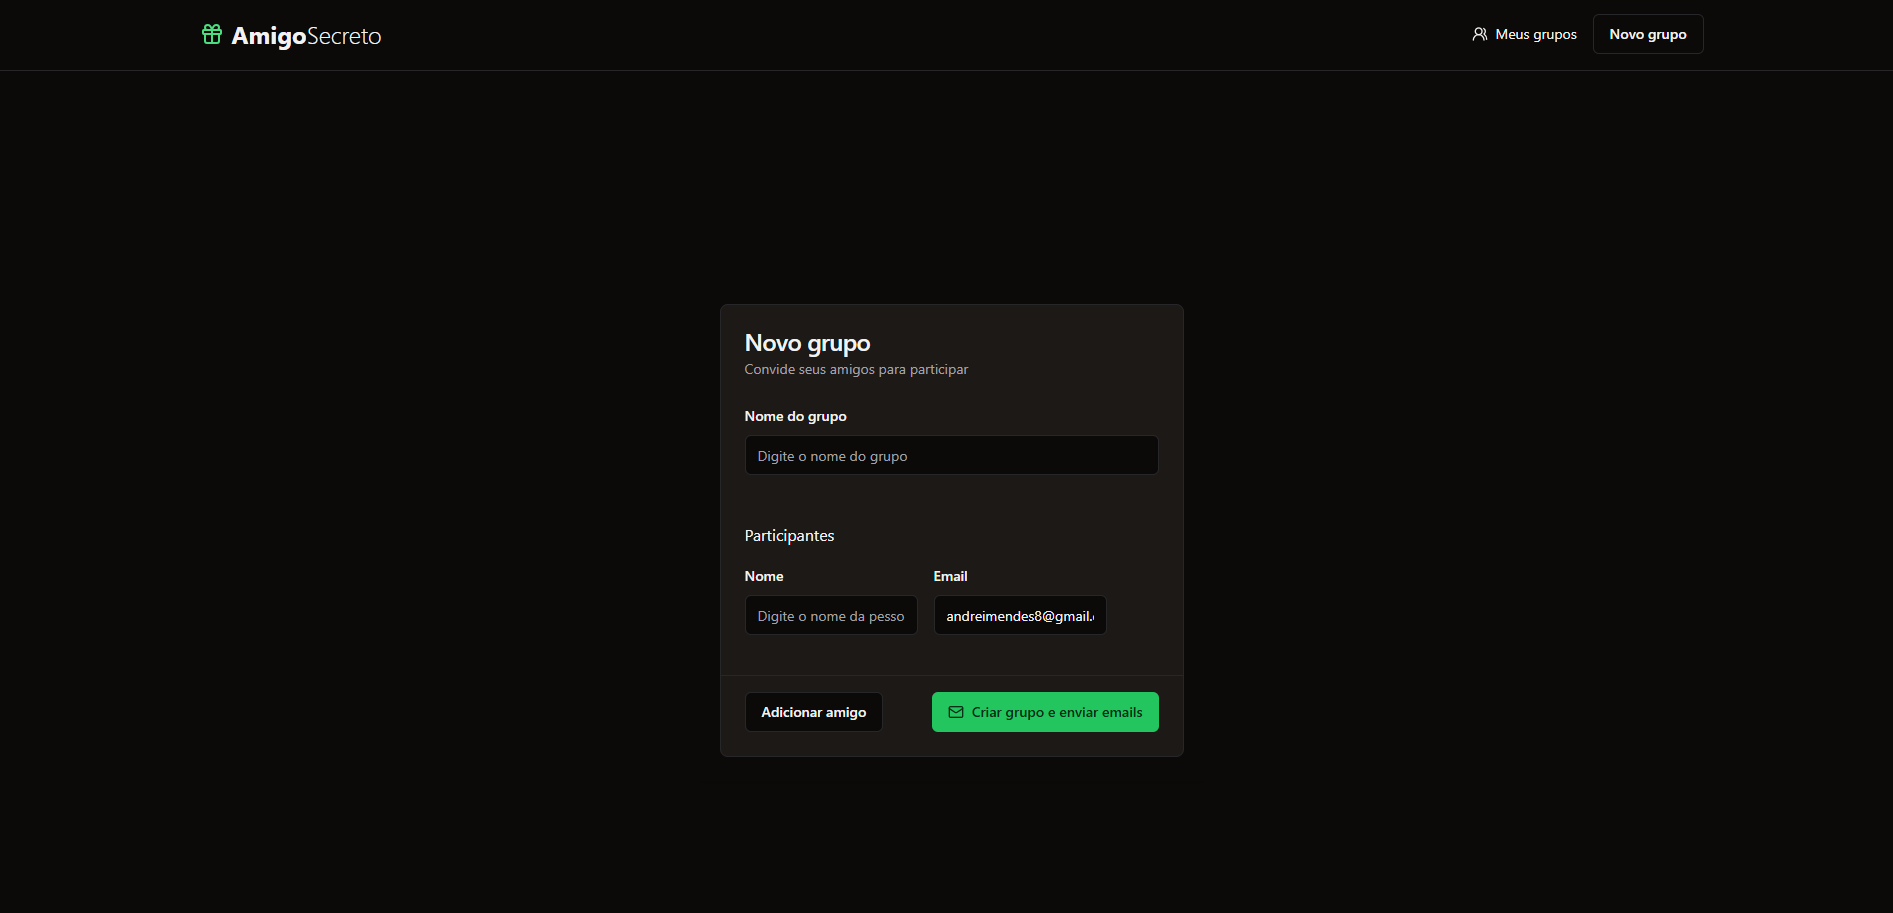 AmigoSecreto
Meus grupos
Novo grupo
Novo grupo
Convide seus amigos para participar
Nome do grupo
Digite o nome do grupo
Participantes
Nome
Email
Digite o nome da pesso
andreimendes8@gmail.
Adicionar amigo
Criar grupo e enviar emails